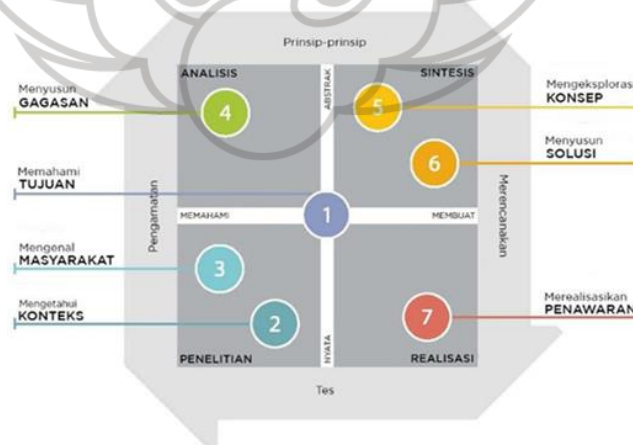 Prinsip-prinsip
ANALISIS
ABSTRAK
SINTESIS
Menyusun
GAGASAN
4
5
Mengeksplorasi
KONSEP
6
Menyusun
SOLUSI
Memahami
TUJUAN
Pengamatan
MEMAHAMI
1
MEMBUAT
Merencanakan
Mengenal
MASYARAKAT
3
Mengetahui
KONTEKS
2
7
Merealisasikan
PENAWARAN
PENELITIAN
NYATA
REALISASI
Tes